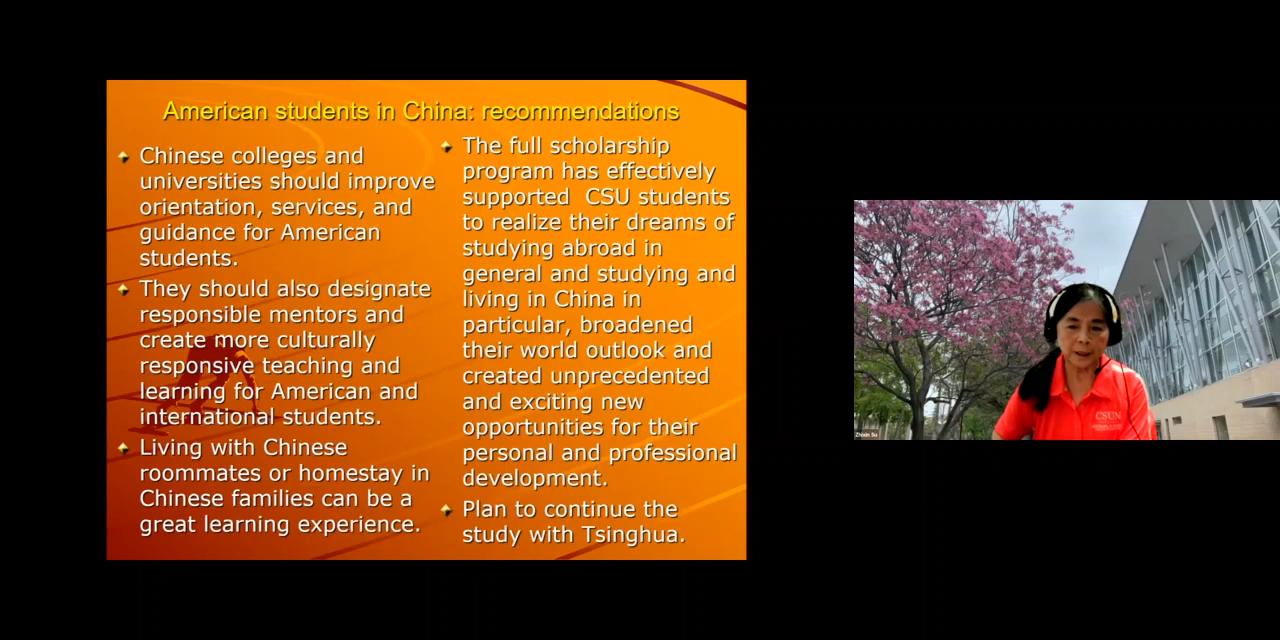 American students in China: recommendations
Chinese colleges and
universities should improve
orientation, services, and
guidance for American
students.
They should also designate
responsible mentors and
create more culturally
responsive teaching and
learning for American and
international students.
Living with Chinese
roommates or homestay in
Chinese families can be a
great learning experience.
The full scholarship
program has effectively
supported CSU students
to realize their dreams of
studying abroad in
general and studying and
living in China in
particular, broadened
their world outlook and
created unprecedented
and exciting new
opportunities for their
personal and professional
development.
Plan to continue the
study with Tsinghua.
CSUN
Zhixin Su